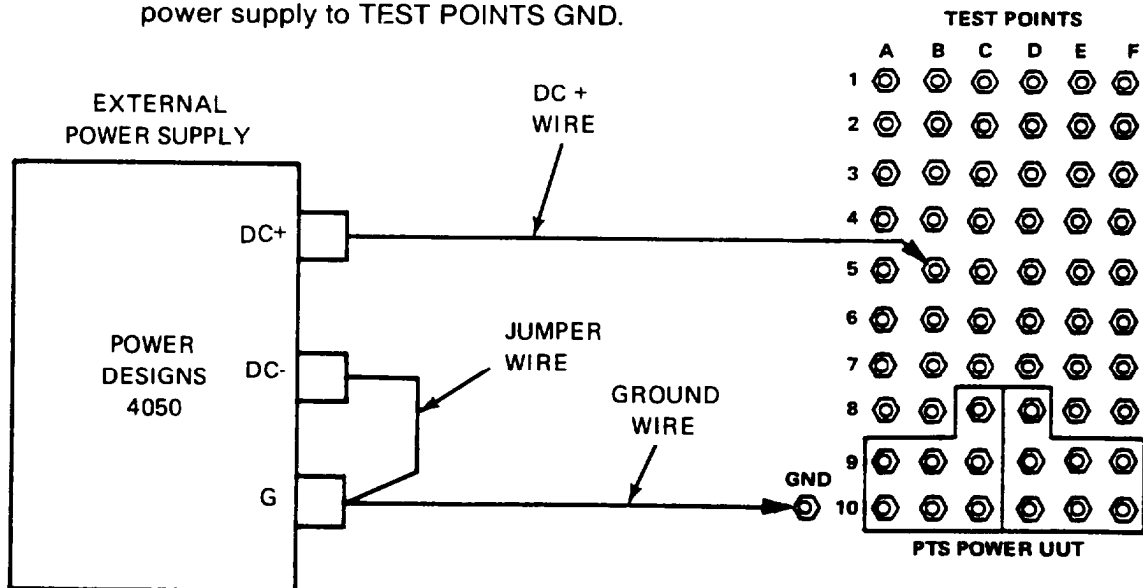 power supply to TEST POINTS GND.
TEST POINTS
A B C D E F
EXTERNAL
POWER SUPPLY
DC +
WIRE
1
2
3
4
5
6
7
8
9
10
DC+
POWER
DESIGNS
4050
DC-
JUMPER
WIRE
GROUND
WIRE
G
GND
PTS POWER UUT